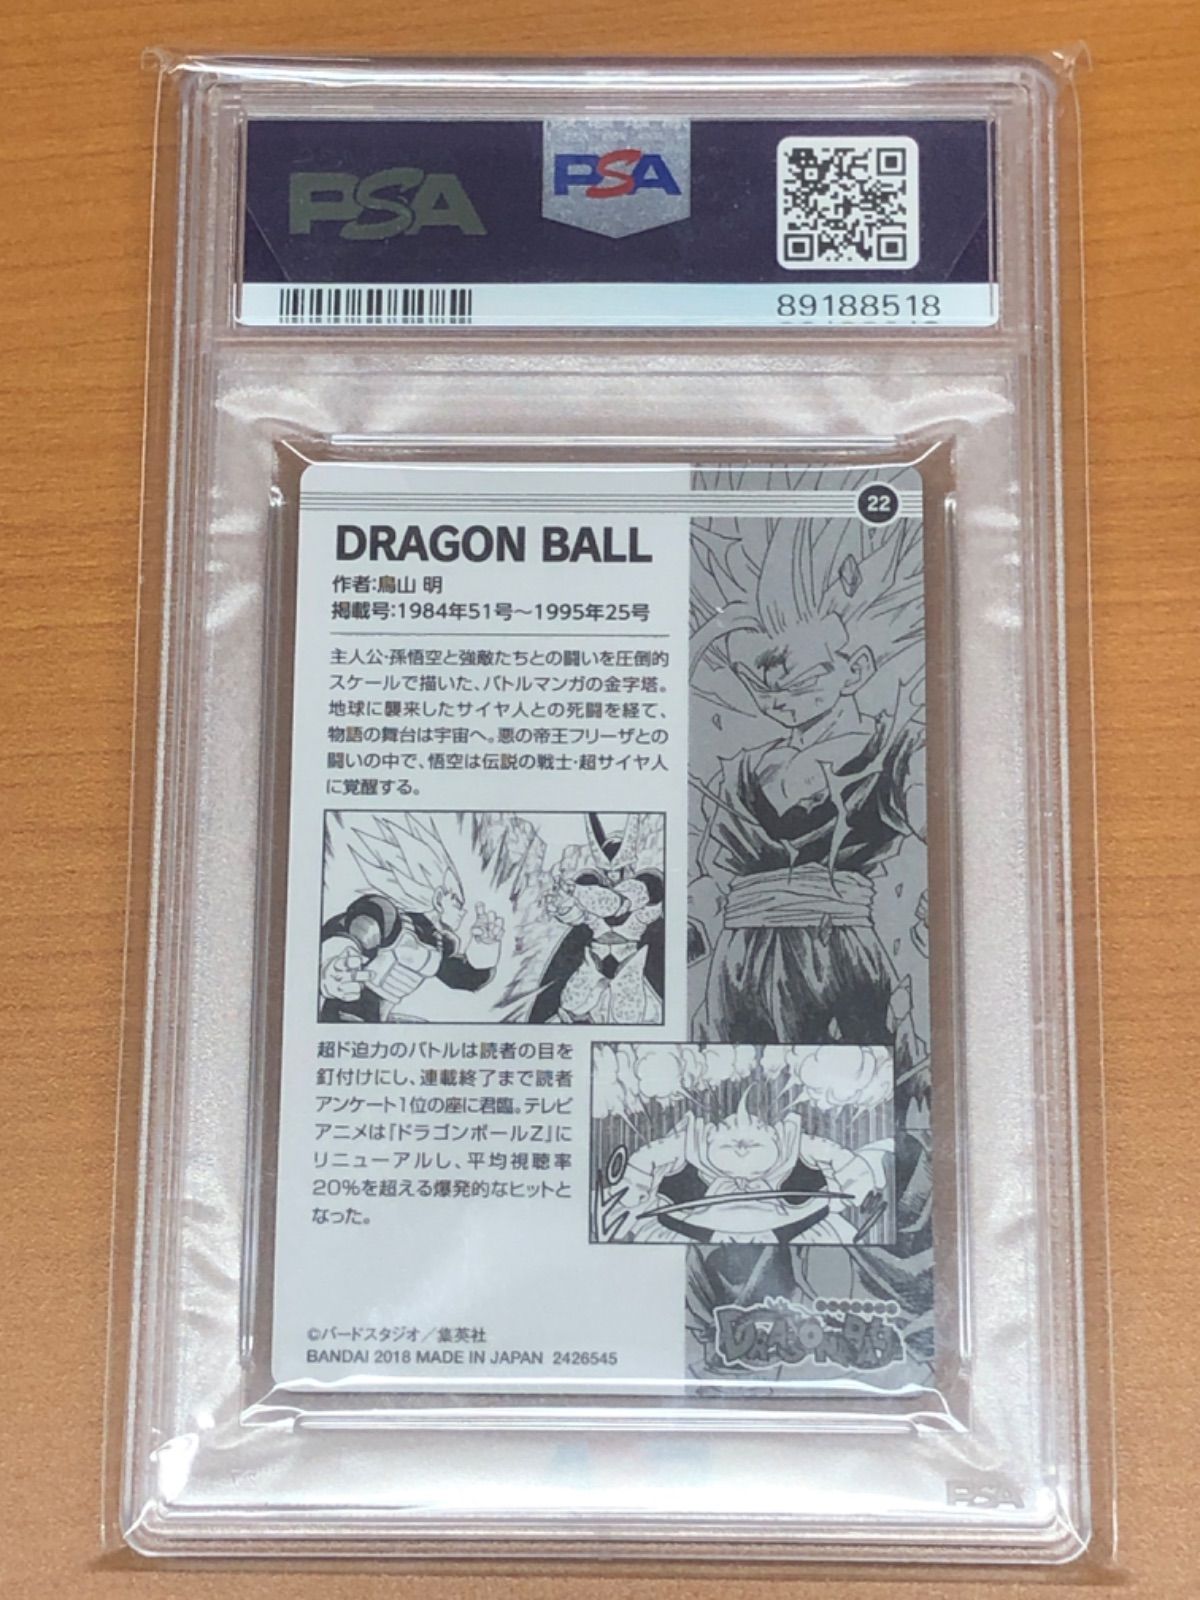 PSA
PSA
89188518
22
DRAGON BALL
作者:鳥山 明
掲載号:1984年51号〜1995年25号
主人公・孫悟空と強敵たちとの闘いを圧倒的
スケールで描いた、バトルマンガの金字塔。
地球に襲来したサイヤ人との死闘を経て、
物語の舞台は宇宙へ。悪の帝王フリーザとの
闘いの中で、悟空は伝説の戦士・超サイヤ人
に覚醒する。
超ド迫力のバトルは読者の目を
釘付けにし、連載終了まで読者
アンケート1位の座に君臨。テレビ
アニメは「ドラゴンボールZ」に
リニューアルし、平均視聴率
20%を超える爆発的なヒットと
なった。
DRAGON BALL
©バードスタジオ／集英社
BANDAI 2018 MADE IN JAPAN 2426545
PSA